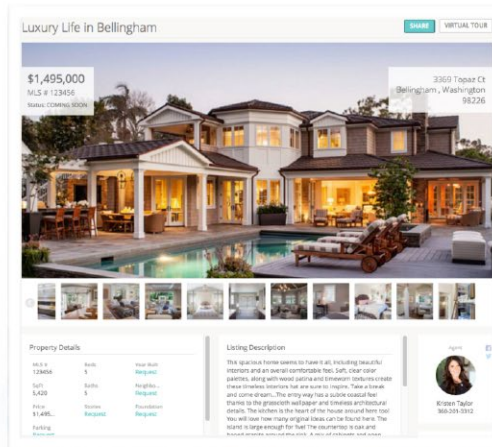 Luxury Life in Bellingham
SHARE
VIRTUAL TOUR
$1,495,000
MLS # 123456
Status: COMING SOON
3369 Topaz Ct
Bellingham , Washington
98226
Property Details
MLS #
Beds
Year Built
123456
5
Request
SqFt
Baths
Neighbo...
5,420
5
Request
Price
Stories
Foundation
$1,495,...
Request
Request
Parking
Request
Listing Description
This spacious home seems to have it all, including beautiful
interiors and an overall comfortable feel. Soft, clear color
palettes, along with wood patina and timeworn textures create
these timeless interiors that are sure to inspire. Take a break
and come dream...The entry way has a subtle coastal feel
thanks to the grasscloth wallpaper and timeless architectural
details. The kitchen is the heart of the house around here too!
You will love how many original ideas can be found here. The
island is large enough for five! The countertop is oak and
Agent
Kristen Taylor
360-201-3312